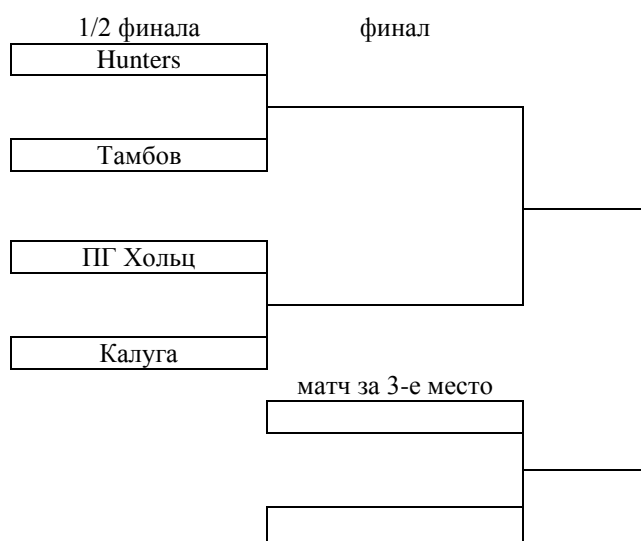 1/2 финала финал
Hunters
Тамбов
ПГ Хольц
Калуга
матч за 3-е место